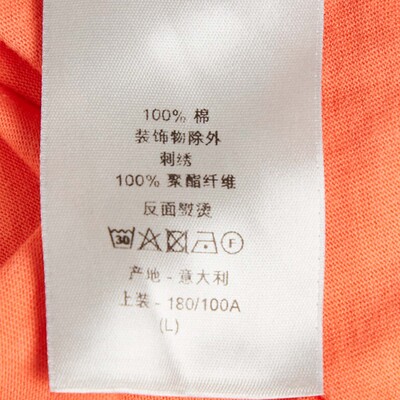 100% 棉
装饰物除外
刺绣
100% 聚酯纤维
反面熨烫
30 F
产地 - 意大利
上装 - 180/100A
(L)